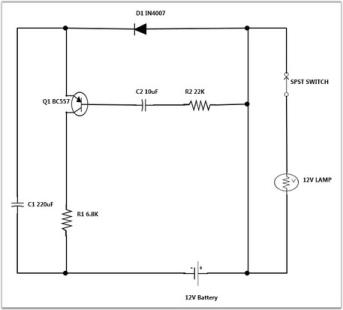 D1 IN4007
SPST SWITCH
C2 10uF
R2 22K
Q1 BC557
12V LAMP
C1 220uF
R1 6.8K
- +
12V Battery